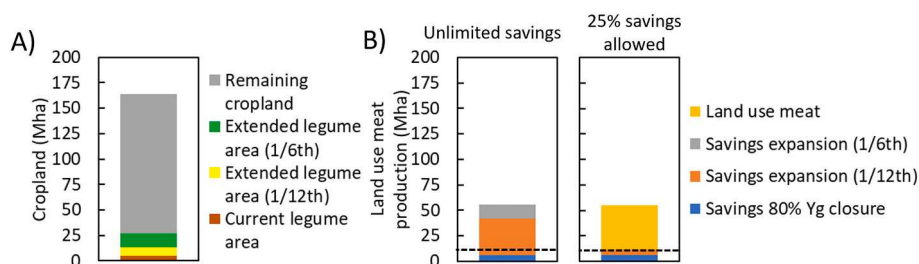 A)
Cropland (Mha)
200
175
150
125
100
75
50
25
0
Remaining
cropland
Extended legume
area (1/6th)
Extended legume
area (1/12th)
Current legume
area
B)
Unlimited savings
25% savings
allowed
Land use meat
production (Mha)
200
175
150
125
100
75
50
25
0
Land use meat
Savings expansion (1/6th)
Savings expansion (1/12th)
Savings 80% Yg closure